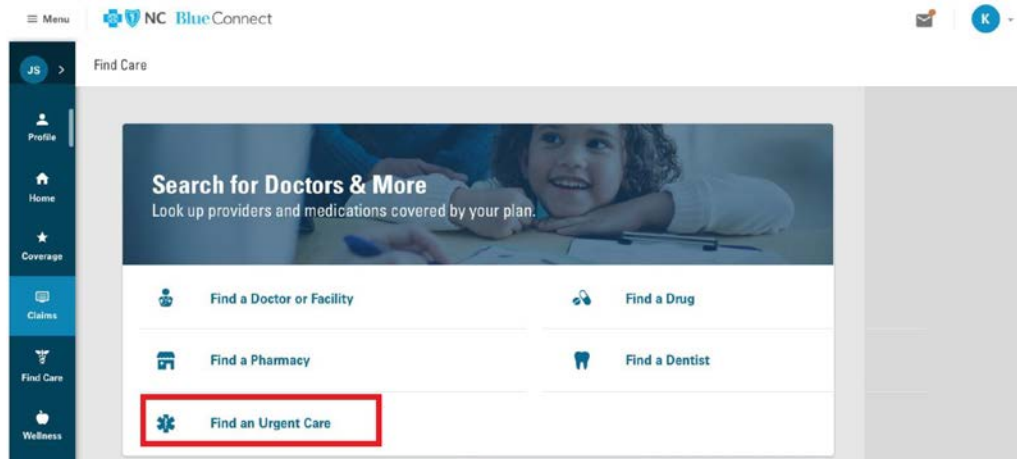 Menu
NC Blue Connect
K
JS >
Find Care
Profile
Home
Coverage
Claims
Find Care
Wellness
Search for Doctors & More
Look up providers and medications covered by your plan.
Find a Doctor or Facility
Find a Drug
Find a Pharmacy
Find a Dentist
Find an Urgent Care